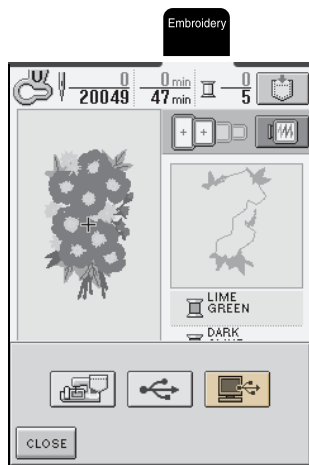 Embroidery
U
0 0 min 0
20049 47 min 5
LIME
GREEN
DARK
CLOSE